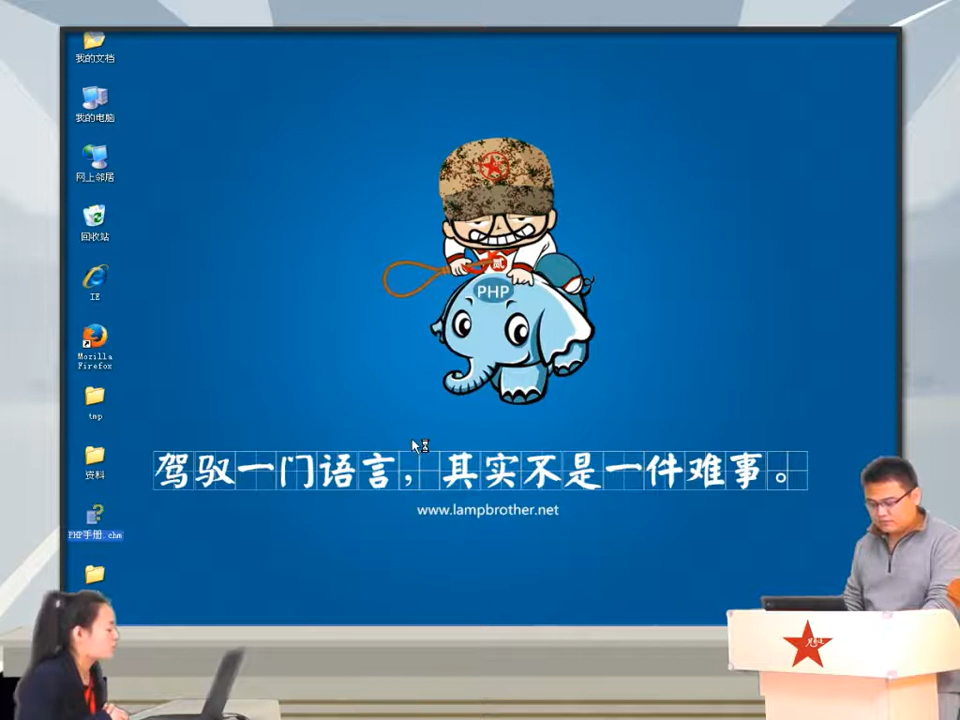 我的文档
我的电脑
网上邻居
回收站
IE
Mozilla
Firefox
tmp
资料
PHP手册.chm
贰
PHP
驾驭一门语言，其实不是一件难事。
www.lampbrother.net